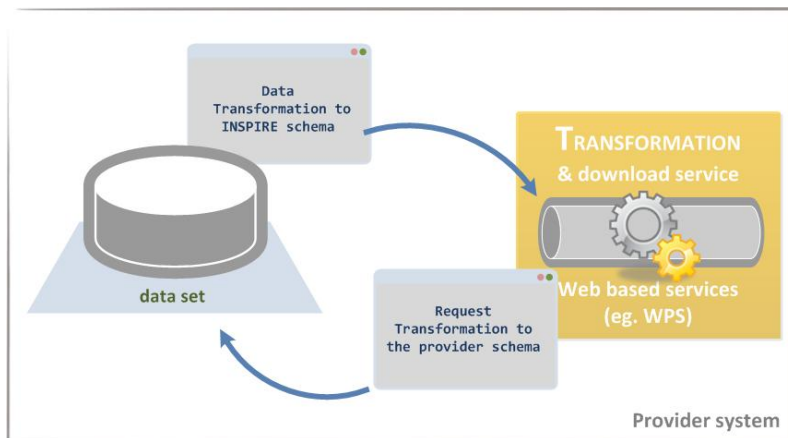 Data
Transformation to
INSPIRE schema
TRANSFORMATION
& download service
data set
Web based services
(eg. WPS)
Request
Transformation to
the provider schema
Provider system